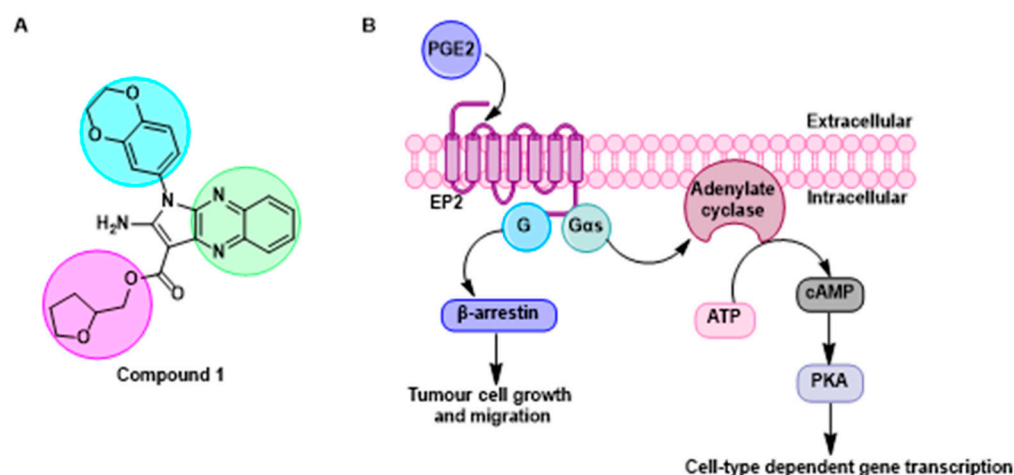 A
O
O
N
N
N
H₂N
O
O
O
Compound 1
B
PGE2
Extracellular
Intracellular
EP2
Adenylate
cyclase
G
Gαs
β-arrestin
ATP
cAMP
PKA
Tumour cell growth
and migration
Cell-type dependent gene transcription